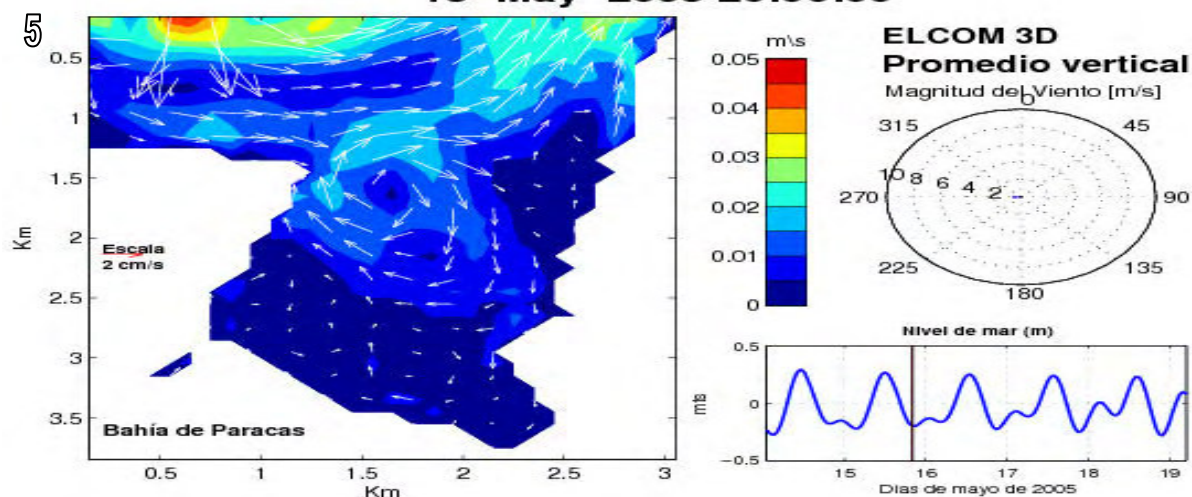 5
ELCOM 3D
Promedio vertical
Magnitud del Viento [m/s]
m\s
0.05
0.04
0.03
0.02
0.01
0
0
45
90
135
180
225
270
315
10 8 6 4 2
0.5
1
1.5
2
2.5
3
3.5
Km
Escala
2 cm/s
Bahía de Paracas
0.5 1 1.5 2 2.5 3
Km
Nivel de mar (m)
0.5
0
-0.5
mts
15 16 17 18 19
Dias de mayo de 2005